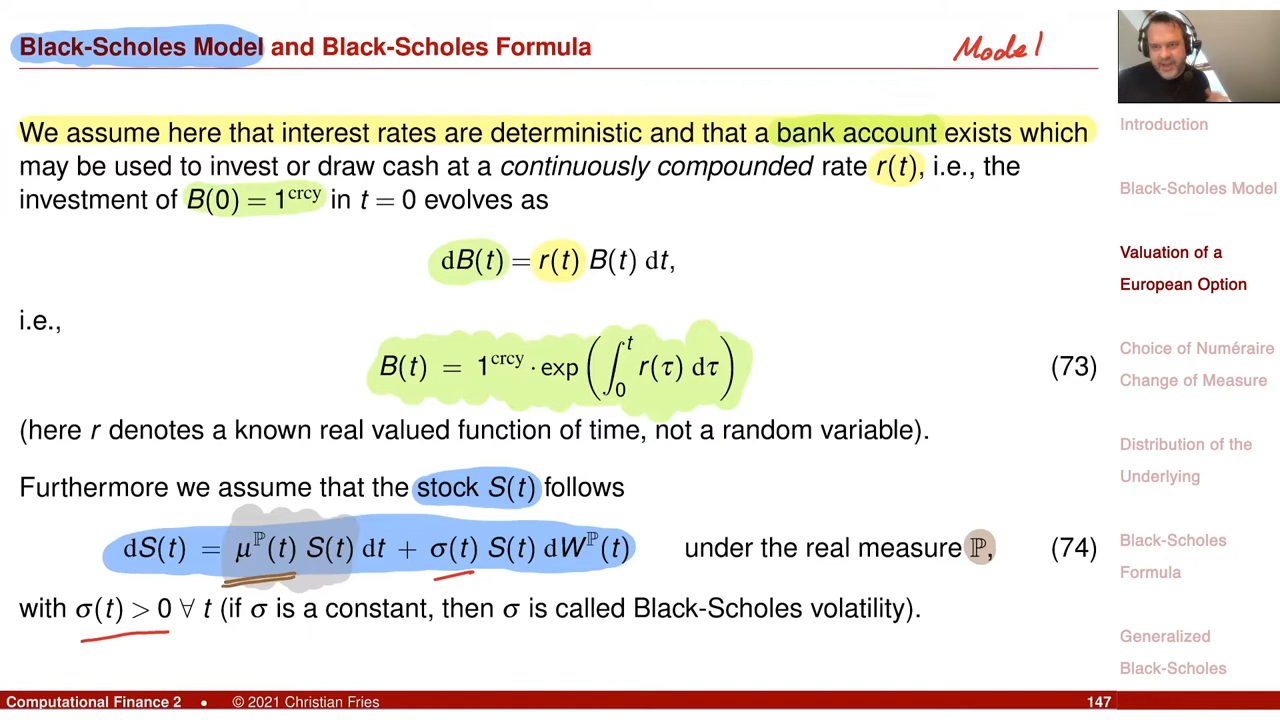 Black-Scholes Model and Black-Scholes Formula
Model
We assume here that interest rates are deterministic and that a bank account exists which
may be used to invest or draw cash at a continuously compounded rate r(t), i.e., the
investment of B(0) = 1^crcy in t = 0 evolves as
dB(t) = r(t) B(t) dt,
i.e.,
B(t) = 1^crcy · exp(∫_0^t r(τ) dτ) (73)
(here r denotes a known real valued function of time, not a random variable).
Furthermore we assume that the stock S(t) follows
dS(t) = μ^ℙ(t) S(t) dt + σ(t) S(t) dW^ℙ(t) under the real measure ℙ, (74)
with σ(t) > 0 ∀ t (if σ is a constant, then σ is called Black-Scholes volatility).
Introduction
Black-Scholes Model
Valuation of a
European Option
Choice of Numéraire
Change of Measure
Distribution of the
Underlying
Black-Scholes
Formula
Generalized
Black-Scholes
Computational Finance 2 • © 2021 Christian Fries 147